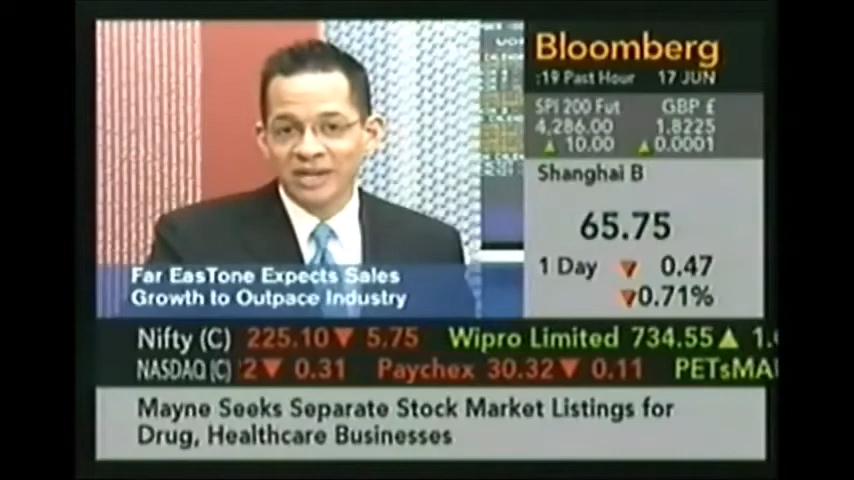 Bloomberg
:19 Past Hour 17 JUN
SPI 200 Fut GBP £
4,286.00 1.8225
▲ 10.00 ▲0.0001
Shanghai B
65.75
1 Day ▼ 0.47
▼0.71%
Far EasTone Expects Sales
Growth to Outpace Industry
Nifty (C) 225.10▼ 5.75 Wipro Limited 734.55▲ 1.
NASDAQ (C) 2▼ 0.31 Paychex 30.32▼ 0.11 PETsMA
Mayne Seeks Separate Stock Market Listings for
Drug, Healthcare Businesses